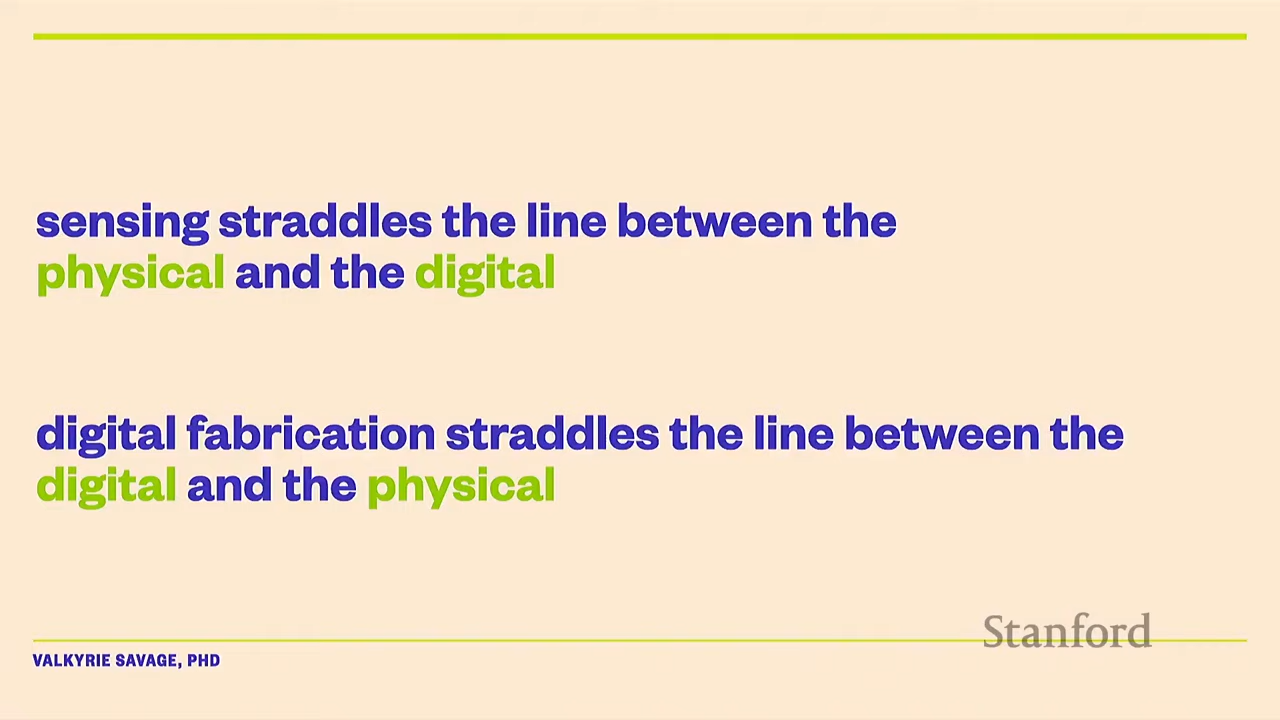 sensing straddles the line between the
physical and the digital
digital fabrication straddles the line between the
digital and the physical
Stanford
VALKYRIE SAVAGE, PHD